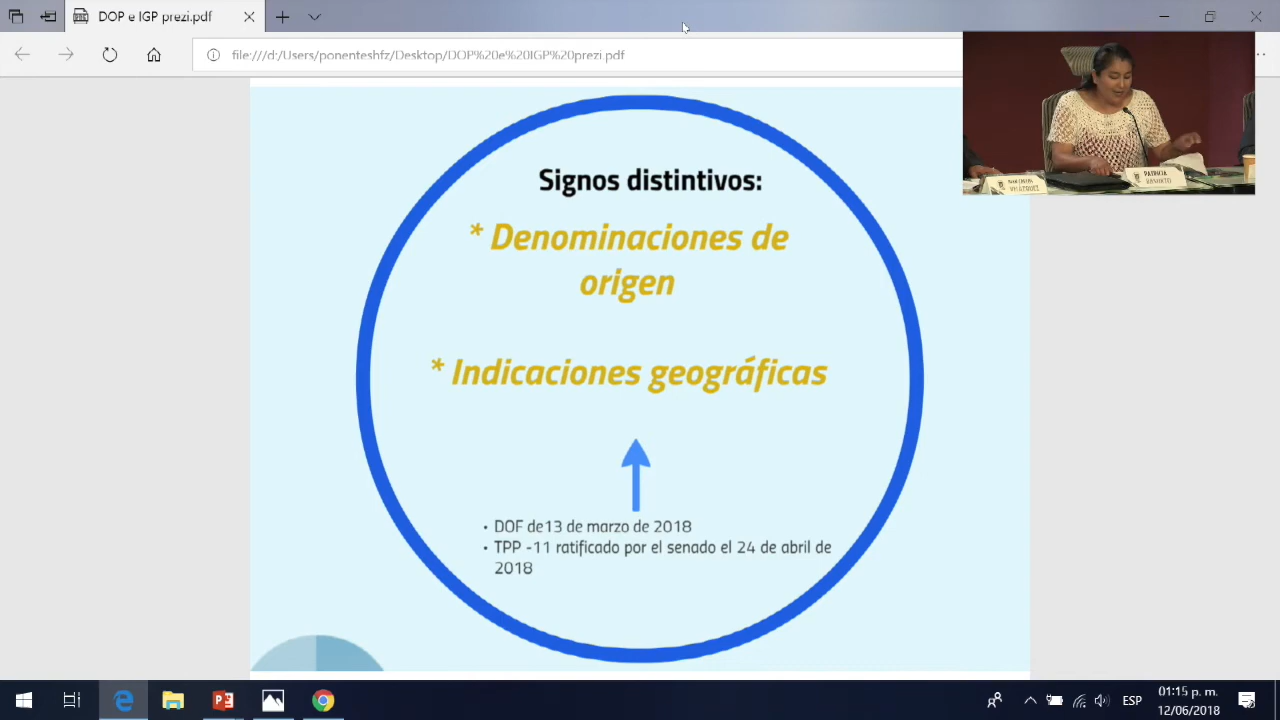 DOP e IGP prezi.pdf
file:///d:/Users/ponenteshfz/Desktop/DOP%20e%20IGP%20prezi.pdf
Signos distintivos:
* Denominaciones de
origen
* Indicaciones geográficas
• DOF de13 de marzo de 2018
• TPP -11 ratificado por el senado el 24 de abril de
2018
PATRICIA
ESP
01:15 p. m.
12/06/2018